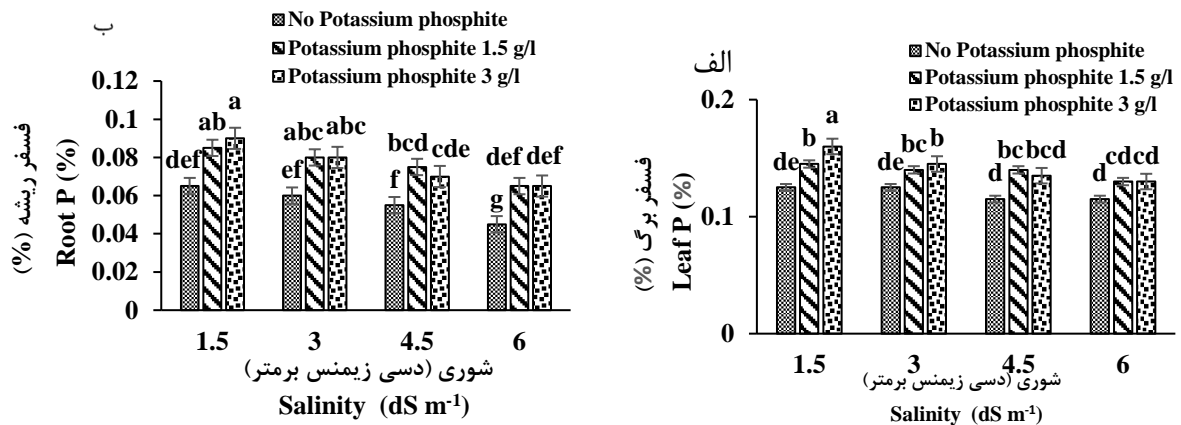 ب
No Potassium phosphite
Potassium phosphite 1.5 g/l
Potassium phosphite 3 g/l
0.12
0.1
0.08
0.06
0.04
0.02
0
فسفر ریشه (%)
Root P (%)
def ab a
ef abc abc
f bcd cde
g def def
1.5 3 4.5 6
شوری (دسی زیمنس برمتر)
Salinity (dS m-1)
الف
No Potassium phosphite
Potassium phosphite 1.5 g/l
Potassium phosphite 3 g/l
0.2
0.1
0
فسفر برگ (%)
Leaf P (%)
de b a
de bc b
d bc bcd
d cd cd
1.5 3 4.5 6
شوری (دسی زیمنس برمتر)
Salinity (dS m-1)